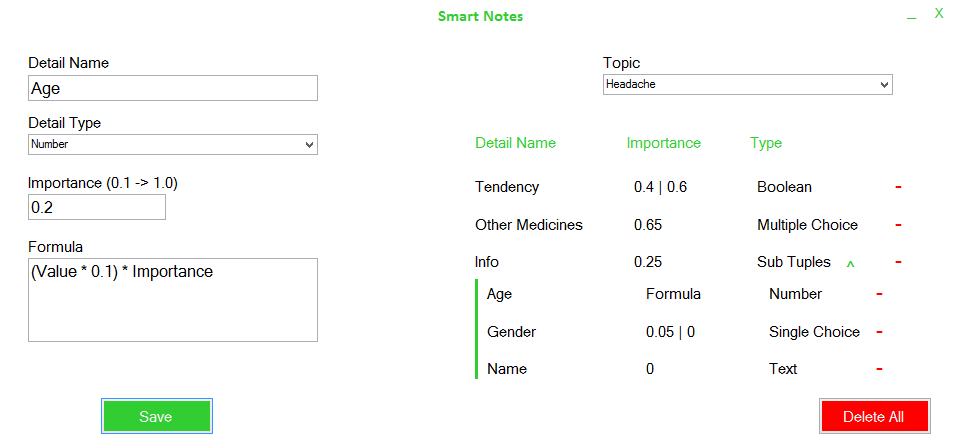 Smart Notes
_ X
Detail Name
Age
Detail Type
Number
Importance (0.1 -> 1.0)
0.2
Formula
(Value * 0.1) * Importance
Save
Topic
Headache
Detail Name Importance Type
Tendency 0.4 | 0.6 Boolean -
Other Medicines 0.65 Multiple Choice -
Info 0.25 Sub Tuples ^ -
Age Formula Number -
Gender 0.05 | 0 Single Choice -
Name 0 Text -
Delete All